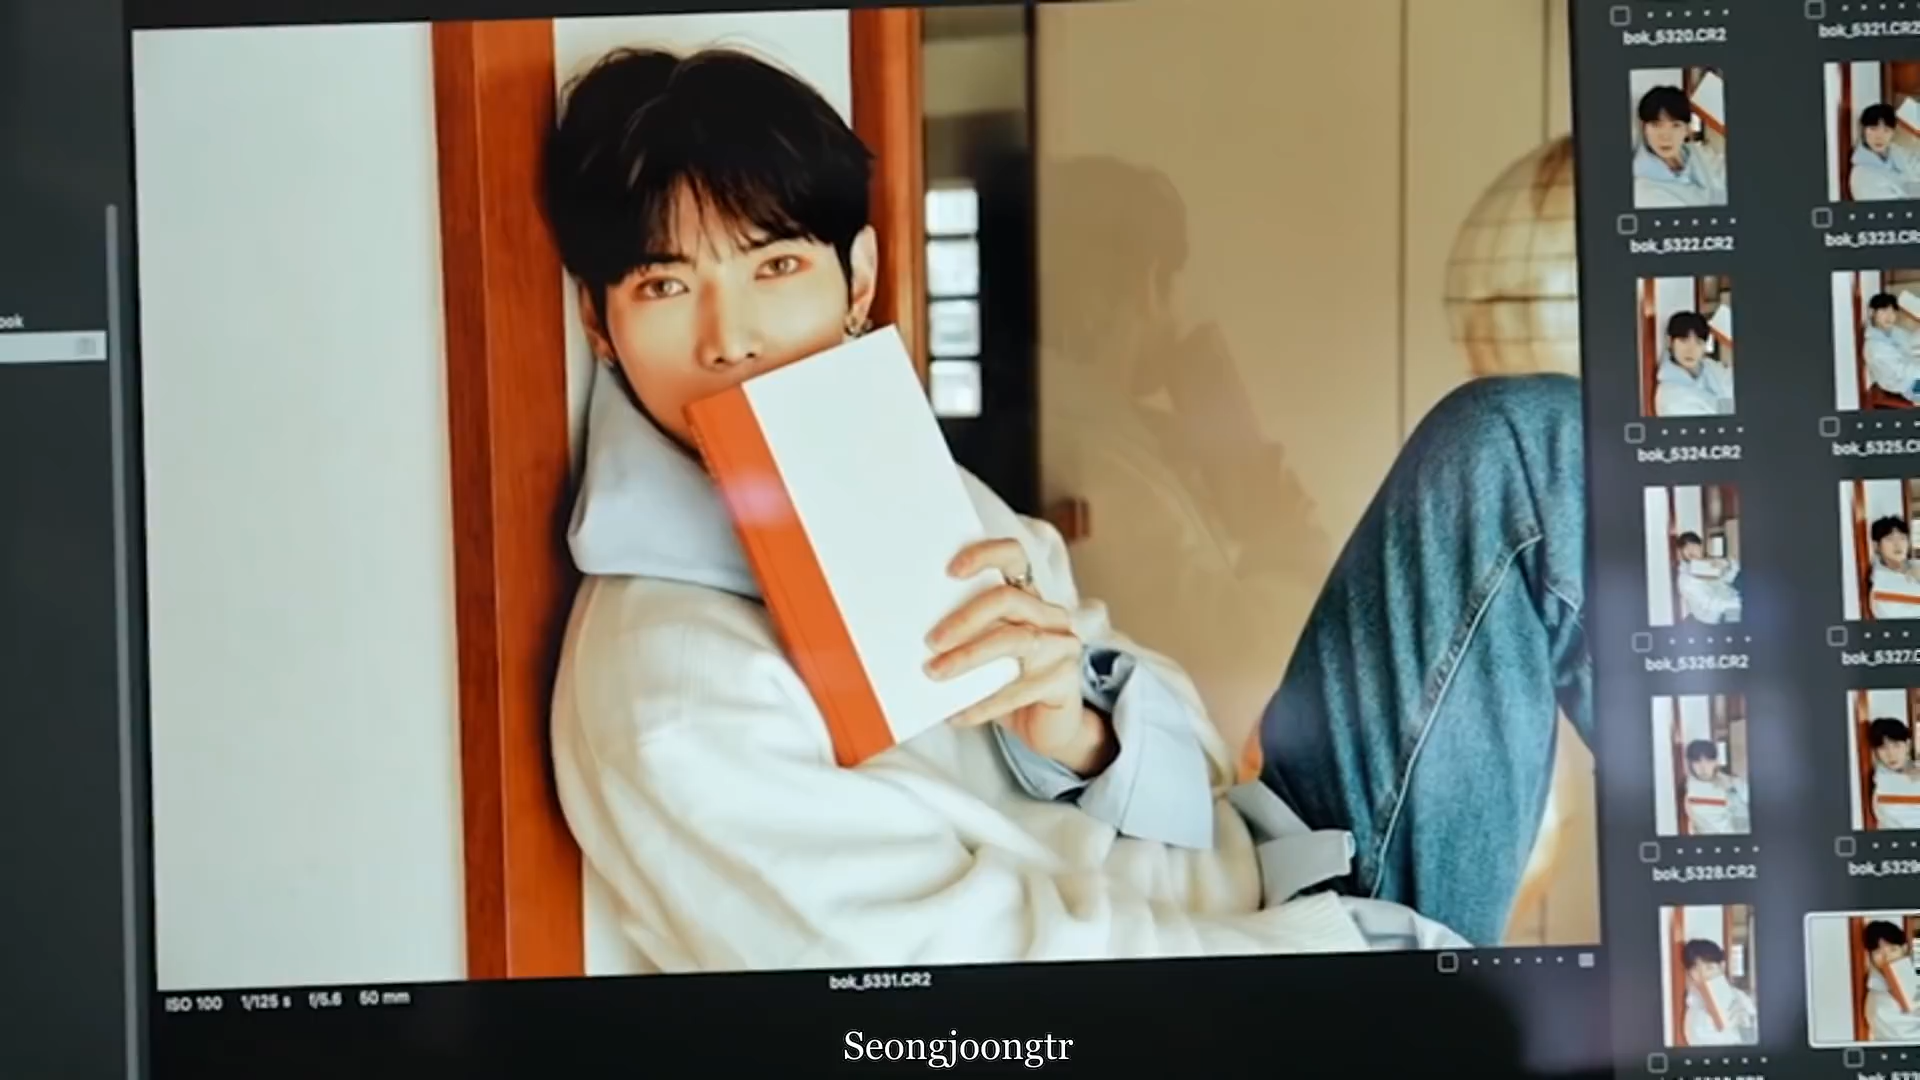 bok_5320.CR2
bok_5321.CR2
bok_5322.CR2
bok_5324.CR2
bok_5326.CR2
bok_5328.CR2
ISO 100 1/125 s f/5.6 50 mm
bok_5331.CR2
Seongjoongtr